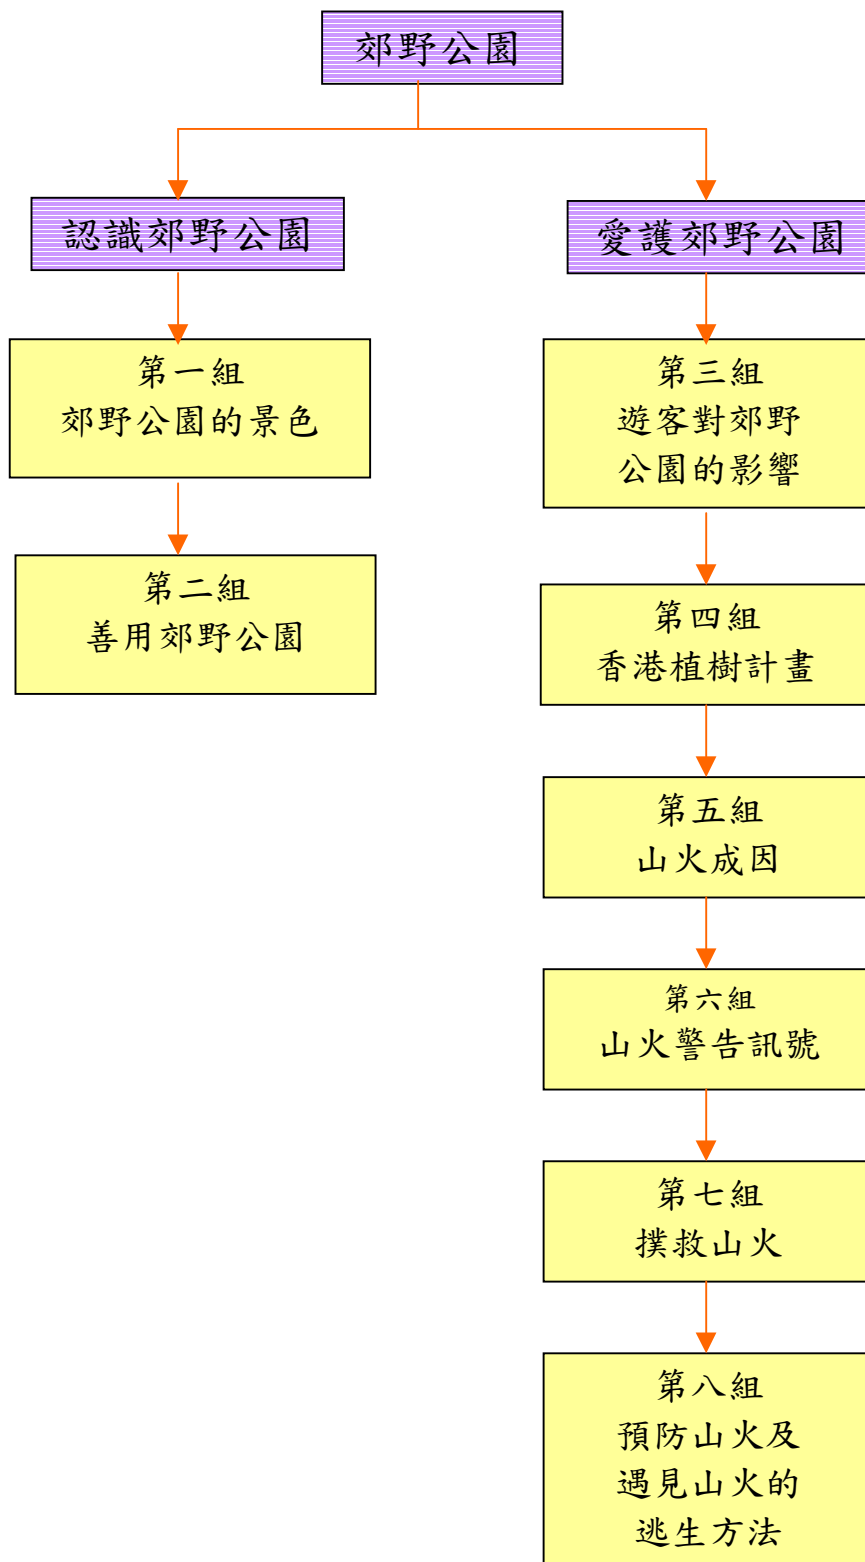 郊野公園
認識郊野公園
愛護郊野公園
第一組
郊野公園的景色
第二組
善用郊野公園
第三組
遊客對郊野
公園的影響
第四組
香港植樹計畫
第五組
山火成因
第六組
山火警告訊號
第七組
撲救山火
第八組
預防山火及
遇見山火的
逃生方法